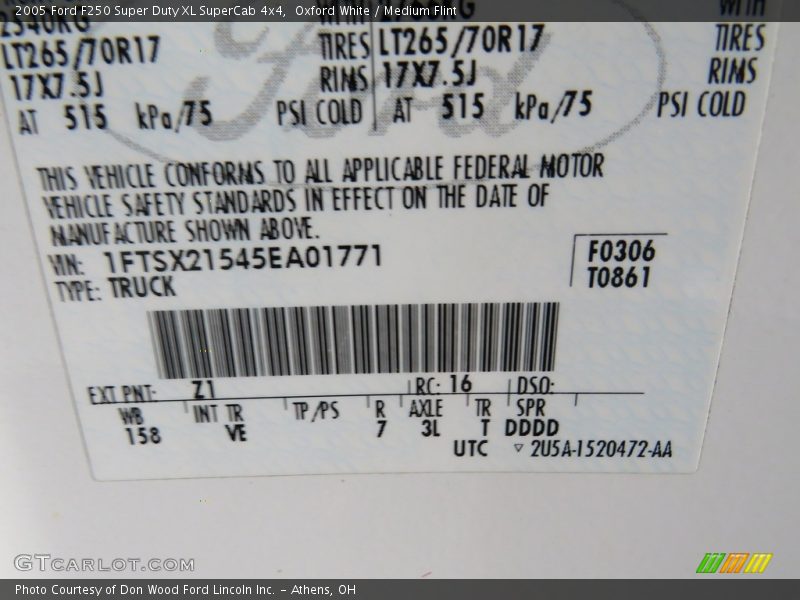 2005 Ford F250 Super Duty XL SuperCab 4x4,  Oxford White / Medium Flint
WITH
LT265/70R17 TIRES LT265/70R17 TIRES
17X7.5J RIMS 17X7.5J RIMS
AT 515 kPa/75 PSI COLD AT 515 kPa/75 PSI COLD
Ford
THIS VEHICLE CONFORMS TO ALL APPLICABLE FEDERAL MOTOR
VEHICLE SAFETY STANDARDS IN EFFECT ON THE DATE OF
MANUFACTURE SHOWN ABOVE.
VIN: 1FTSX21545EA01771
F0306
TYPE: TRUCK
T0861
EXT PNT: Z1 RC: 16 DSO:
WB INT TR TP/PS R AXLE TR SPR
158 VE 7 3L T DDDD
UTC ▽ 2U5A-1520472-AA
GTCARLOT.COM
Photo Courtesy of Don Wood Ford Lincoln Inc. – Athens, OH